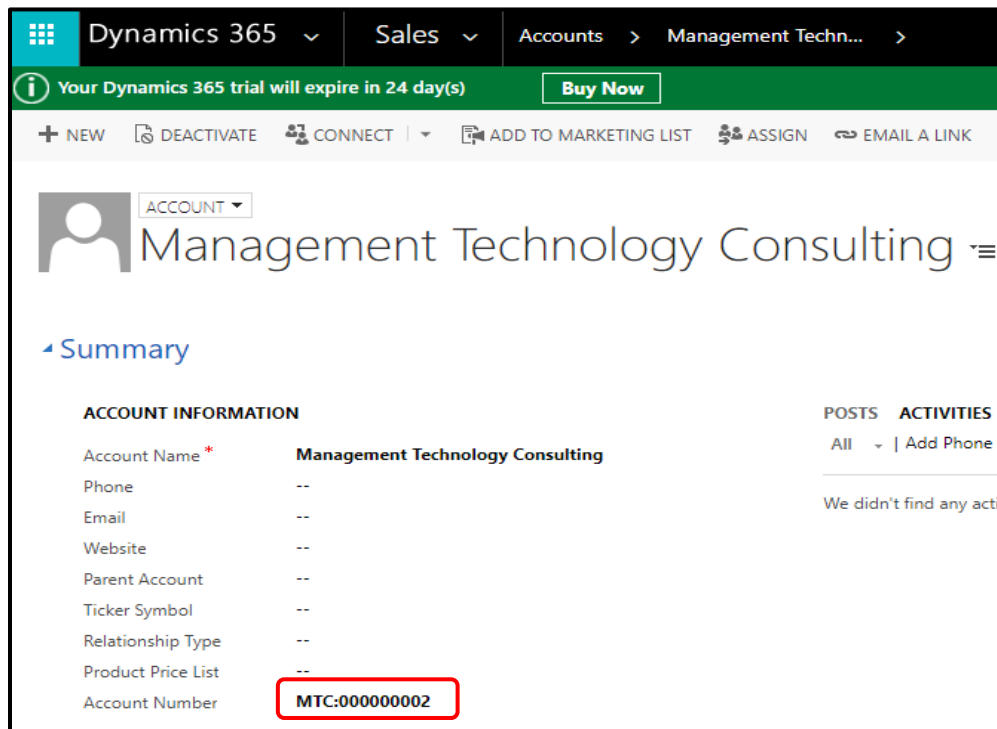 Dynamics 365 Sales Accounts > Management Techn... >
i Your Dynamics 365 trial will expire in 24 day(s) Buy Now
+ NEW DEACTIVATE CONNECT ADD TO MARKETING LIST ASSIGN EMAIL A LINK
ACCOUNT
Management Technology Consulting
Summary
ACCOUNT INFORMATION
Account Name * Management Technology Consulting
Phone --
Email --
Website --
Parent Account --
Ticker Symbol --
Relationship Type --
Product Price List --
Account Number MTC:000000002
POSTS ACTIVITIES
All | Add Phone
We didn't find any acti